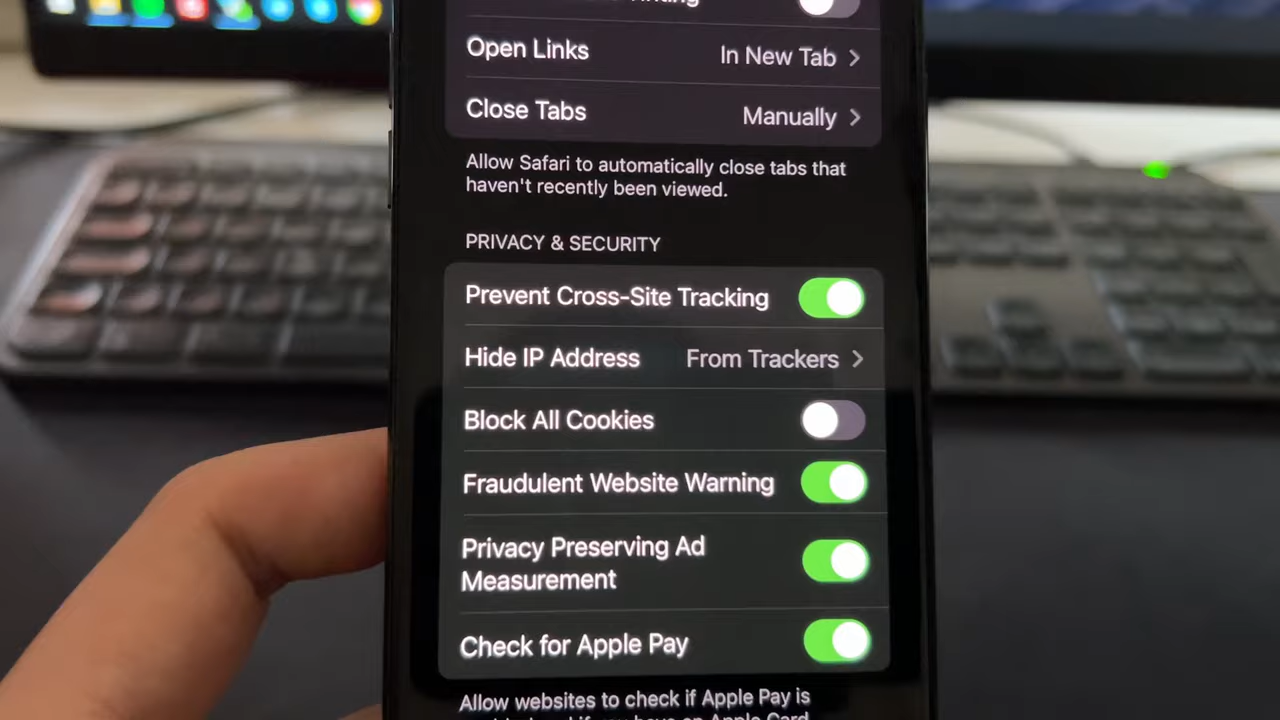 Open Links
In New Tab
Close Tabs
Manually
Allow Safari to automatically close tabs that
haven't recently been viewed.
PRIVACY & SECURITY
Prevent Cross-Site Tracking
Hide IP Address
From Trackers
Block All Cookies
Fraudulent Website Warning
Privacy Preserving Ad
Measurement
Check for Apple Pay
Allow websites to check if Apple Pay is